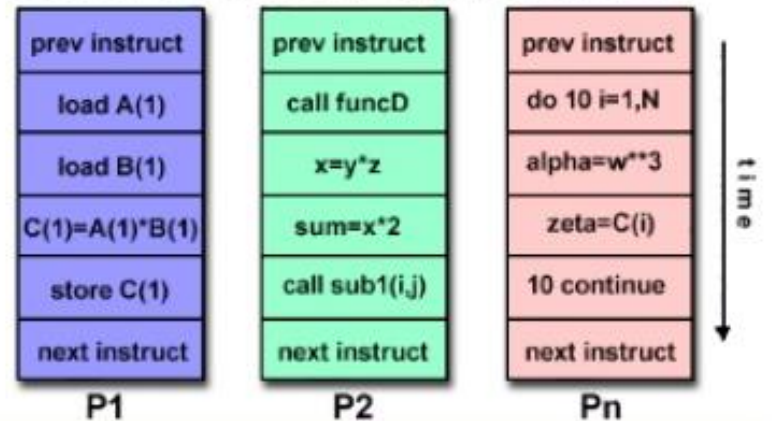 prev instruct
load A(1)
load B(1)
C(1)=A(1)*B(1)
store C(1)
next instruct
P1
prev instruct
call funcD
x=y*z
sum=x*2
call sub1(i,j)
next instruct
P2
prev instruct
do 10 i=1,N
alpha=w**3
zeta=C(i)
10 continue
next instruct
Pn
time